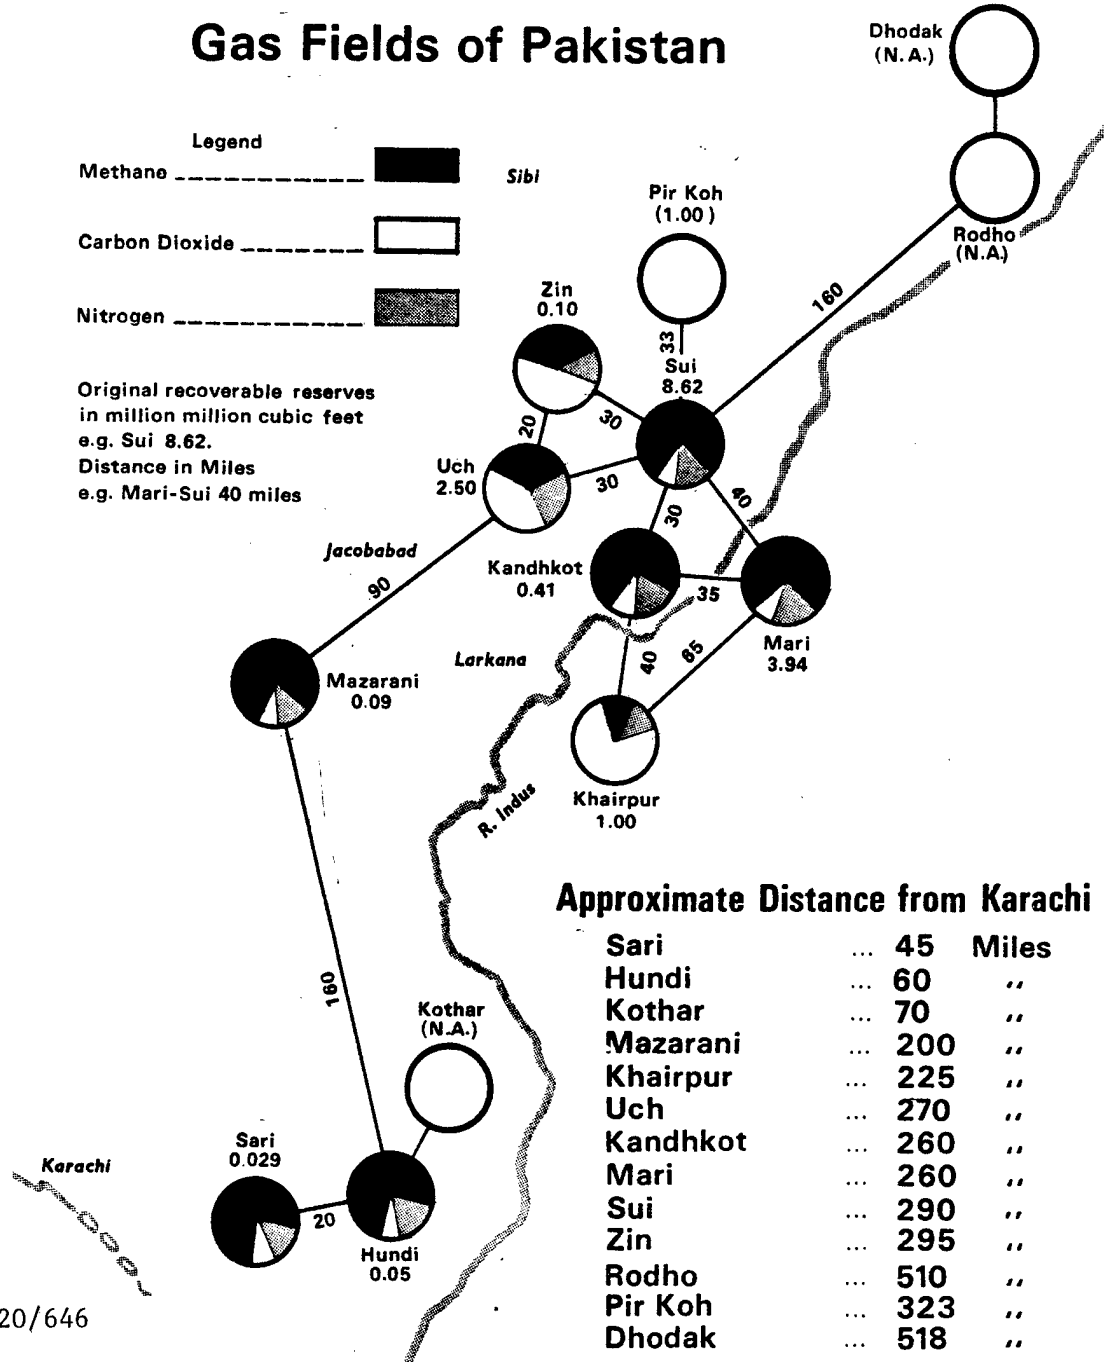 Gas Fields of Pakistan
Dhodak
(N.A.)
Legend
Methane
Carbon Dioxide
Nitrogen
Sibi
Pir Koh
(1.00)
Rodho
(N.A.)
160
Zin
0.10
33
Sui
8.62
Original recoverable reserves
in million million cubic feet
e.g. Sui 8.62.
Distance in Miles
e.g. Mari-Sui 40 miles
20
30
Uch
2.50
30
40
30
Jacobabad
Kandhkot
0.41
35
90
Mari
3.94
Larkana
40
65
Mazarani
0.09
Khairpur
1.00
R. Indus
160
Kothar
(N.A.)
Sari
0.029
Karachi
20
Hundi
0.05
Approximate Distance from Karachi
Sari ... 45 Miles
Hundi ... 60 ,,
Kothar ... 70 ,,
Mazarani ... 200 ,,
Khairpur ... 225 ,,
Uch ... 270 ,,
Kandhkot ... 260 ,,
Mari ... 260 ,,
Sui ... 290 ,,
Zin ... 295 ,,
Rodho ... 510 ,,
Pir Koh ... 323 ,,
Dhodak ... 518 ,,
20/646